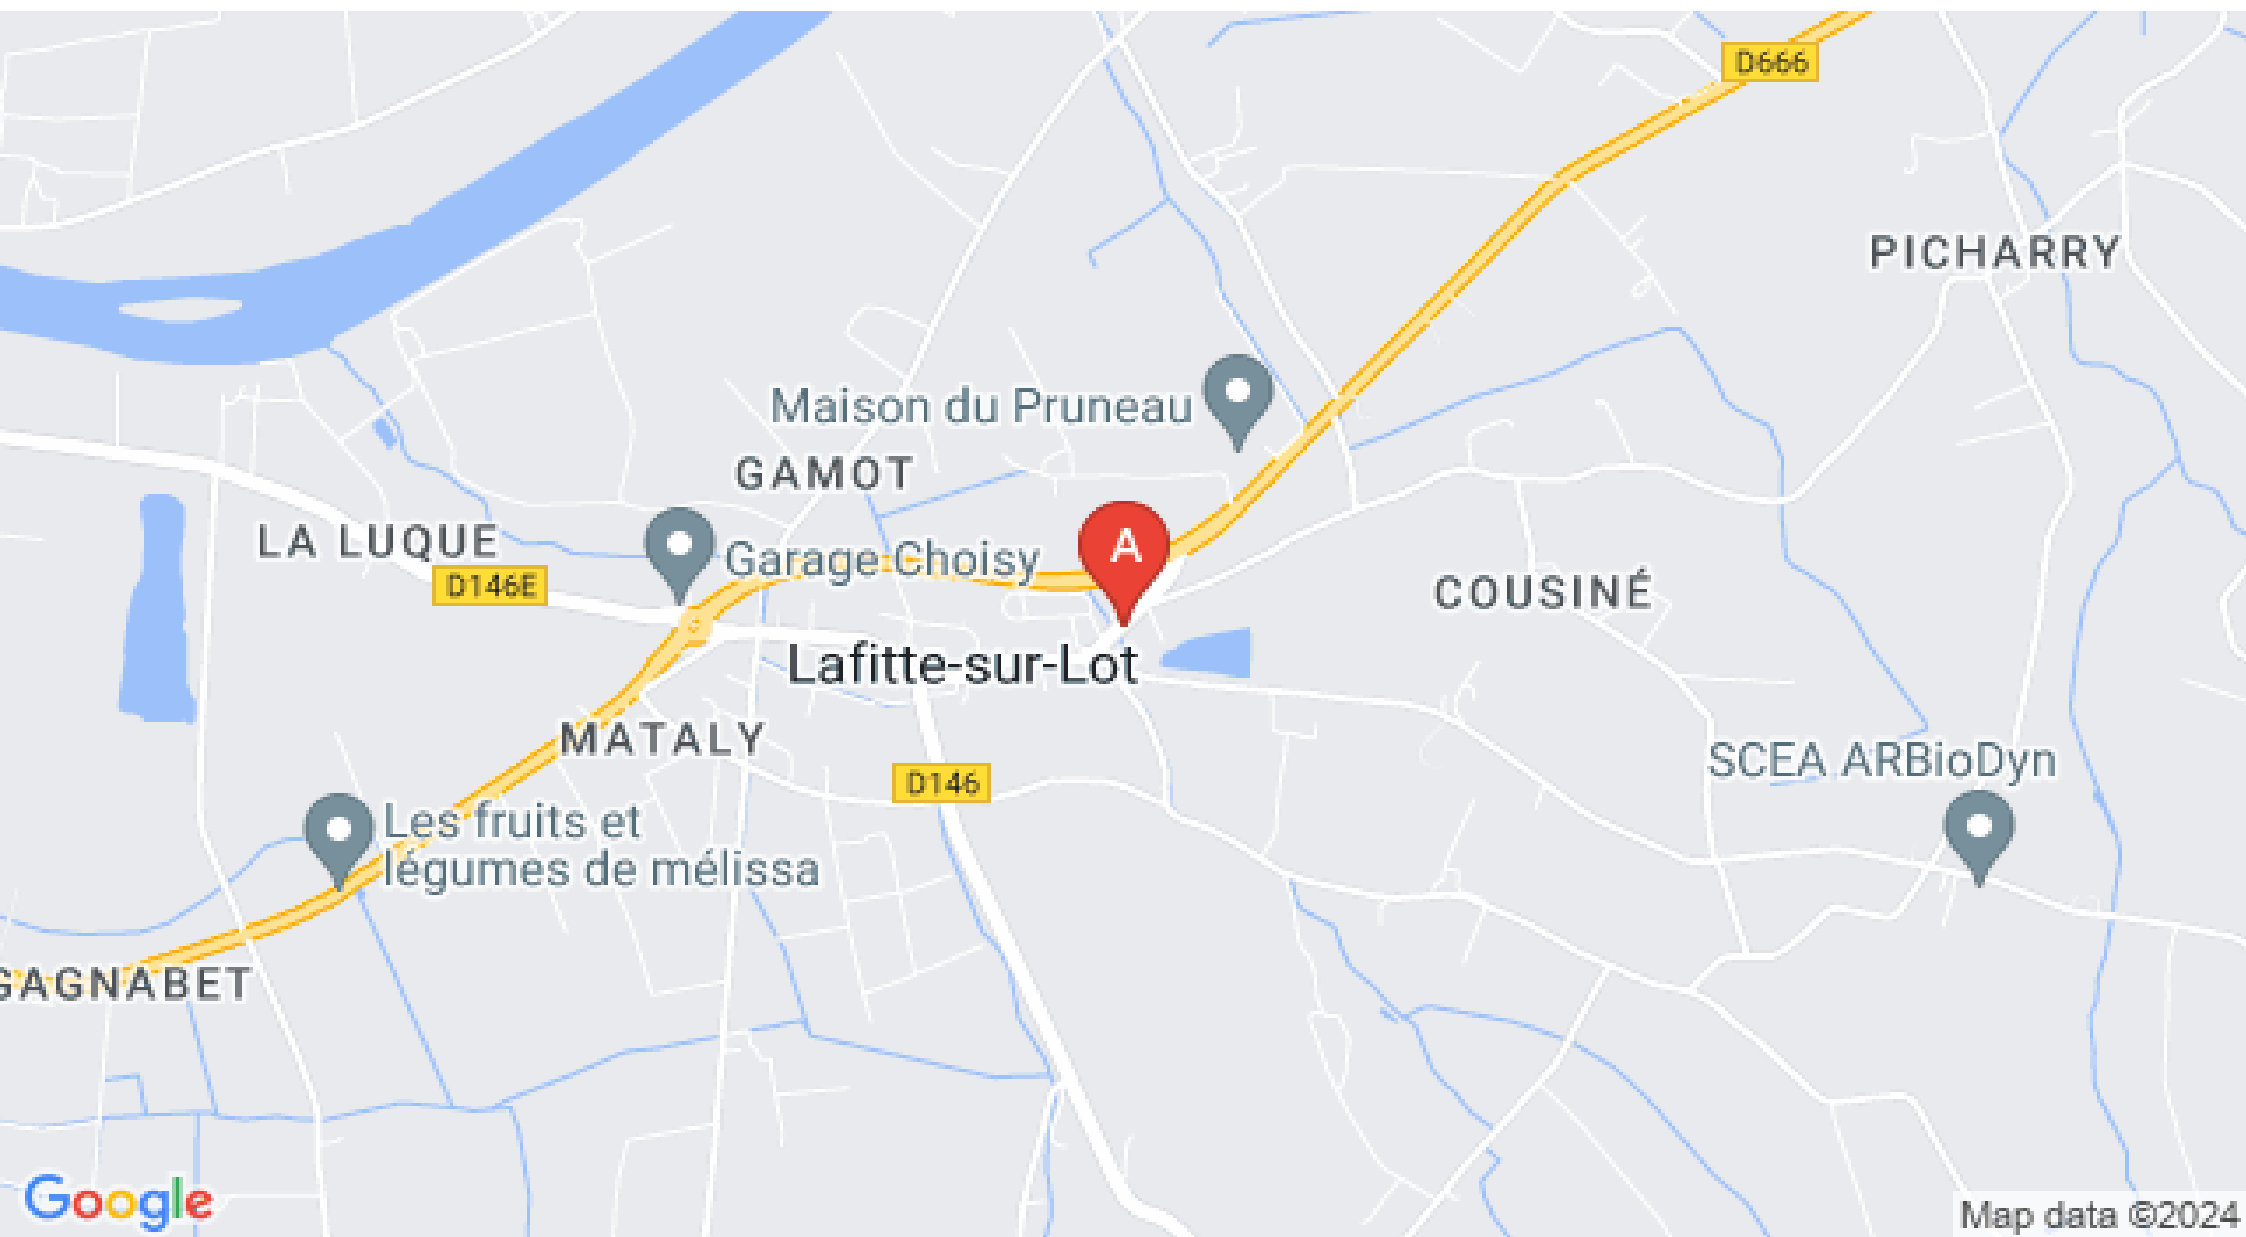 D666
PICHARRY
Maison du Pruneau
GAMOT
A
LA LUQUE
Garage Choisy
D146E
COUSINÉ
Lafitte-sur-Lot
MATALY
SCEA ARBioDyn
D146
Les fruits et
légumes de mélissa
GAGNABET
Google
Map data ©2024